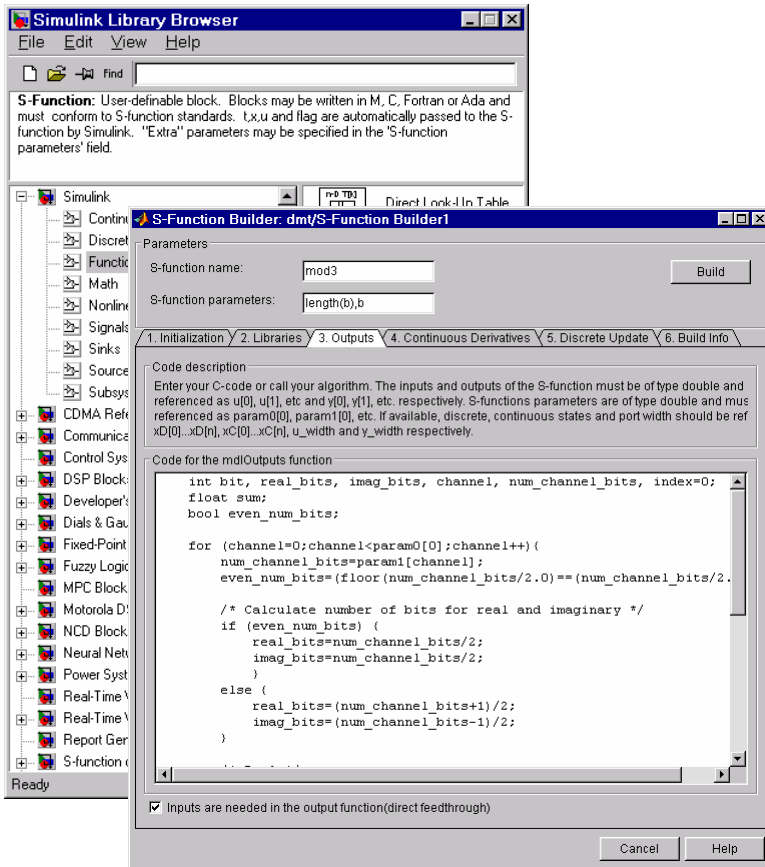 Simulink Library Browser
File Edit View Help
Find
S-Function: User-definable block. Blocks may be written in M, C, Fortran or Ada and
must conform to S-function standards. t,x,u and flag are automatically passed to the S-
function by Simulink. "Extra" parameters may be specified in the 'S-function
parameters' field.
Simulink
Continu
Discret
Functio
Math
Nonline
Signals
Sinks
Source
Subsys
CDMA Refe
Communica
Control Sys
DSP Block
Developer's
Dials & Gau
Fixed-Point
Fuzzy Logic
MPC Block
Motorola D
NCD Block
Neural Netw
Power Syst
Real-Time
Real-Time
Report Gen
S-function
Ready
n-D T[k]
Direct Look-Up Table
S-Function Builder: dmt/S-Function Builder1
Parameters
S-function name: mod3 Build
S-function parameters: length(b),b
1. Initialization 2. Libraries 3. Outputs 4. Continuous Derivatives 5. Discrete Update 6. Build Info
Code description
Enter your C-code or call your algorithm. The inputs and outputs of the S-function must be of type double and
referenced as u[0], u[1], etc and y[0], y[1], etc. respectively. S-functions parameters are of type double and mus
referenced as param0[0], param1[0], etc. If available, discrete, continuous states and port width should be ref
xD[0]...xD[n], xC[0]...xC[n], u_width and y_width respectively.
Code for the mdlOutputs function
int bit, real_bits, imag_bits, channel, num_channel_bits, index=0;
float sum;
bool even_num_bits;
for (channel=0;channel<param0[0];channel++){
num_channel_bits=param1[channel];
even_num_bits=(floor(num_channel_bits/2.0)==(num_channel_bits/2.
/* Calculate number of bits for real and imaginary */
if (even_num_bits) {
real_bits=num_channel_bits/2;
imag_bits=num_channel_bits/2;
}
else {
real_bits=(num_channel_bits+1)/2;
imag_bits=(num_channel_bits-1)/2;
}
Inputs are needed in the output function(direct feedthrough)
Cancel Help